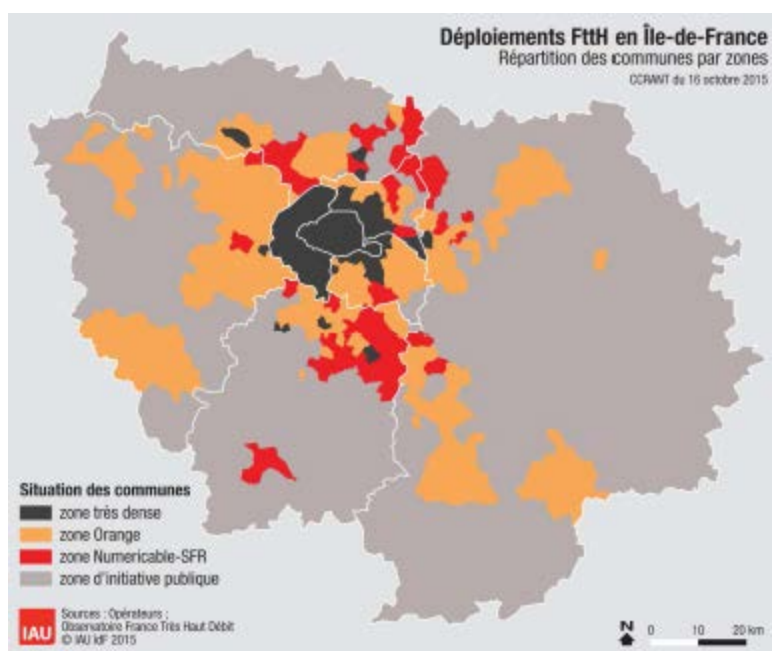 Déploiements FttH en Île-de-France
Répartition des communes par zones
CCRANT du 16 octobre 2015
Situation des communes
zone très dense
zone Orange
zone Numericable-SFR
zone d'initiative publique
IAU
Sources : Opérateurs ;
Observatoire France Très Haut Débit
© IAU îdF 2015
N
0 10 20 km